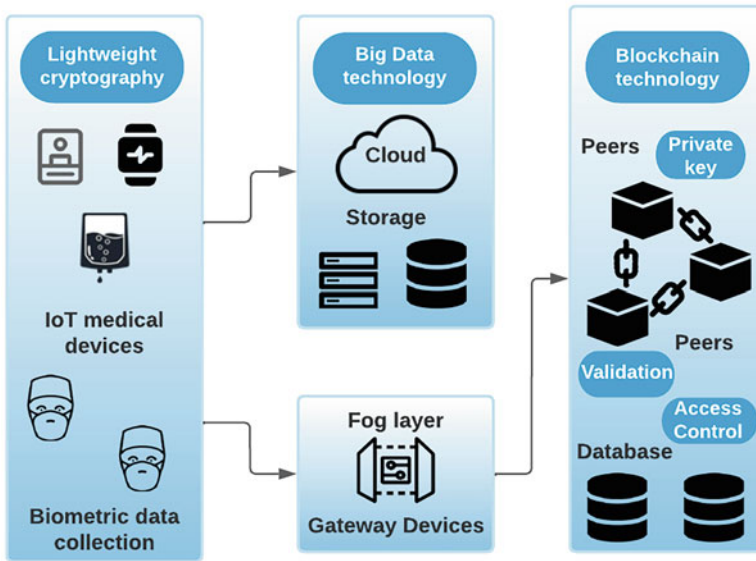 Lightweight
cryptography
IoT medical
devices
Biometric data
collection
Big Data
technology
Cloud
Storage
Fog layer
Gateway Devices
Blockchain
technology
Peers
Private
key
Peers
Validation
Access
Control
Database